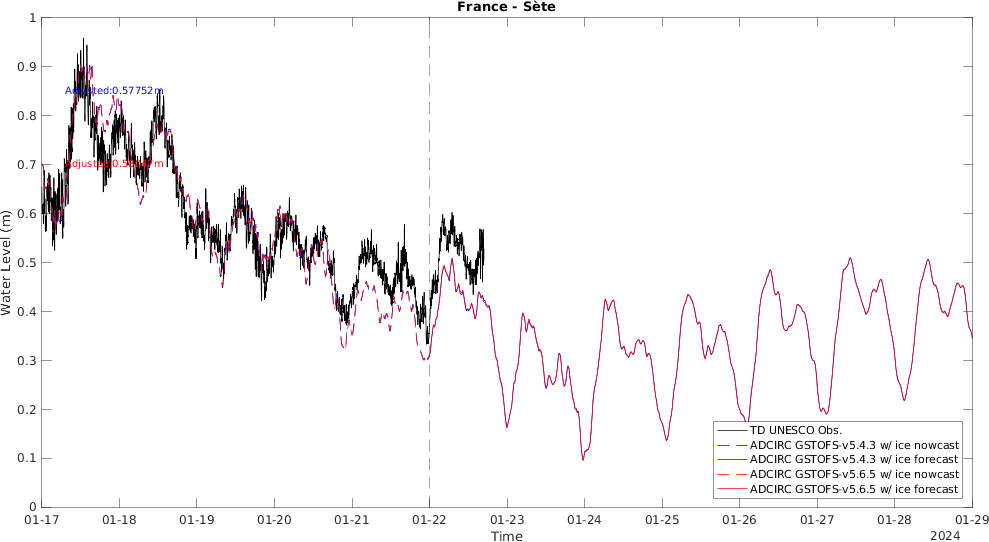 France - Sète
Water Level (m)
1
0.9
0.8
0.7
0.6
0.5
0.4
0.3
0.2
0.1
0
Adjusted:0.57752m
TD UNESCO Obs.
ADCIRC GSTOFS-v5.4.3 w/ ice nowcast
ADCIRC GSTOFS-v5.4.3 w/ ice forecast
ADCIRC GSTOFS-v5.6.5 w/ ice nowcast
ADCIRC GSTOFS-v5.6.5 w/ ice forecast
01-17 01-18 01-19 01-20 01-21 01-22 01-23 01-24 01-25 01-26 01-27 01-28 01-29
Time
2024